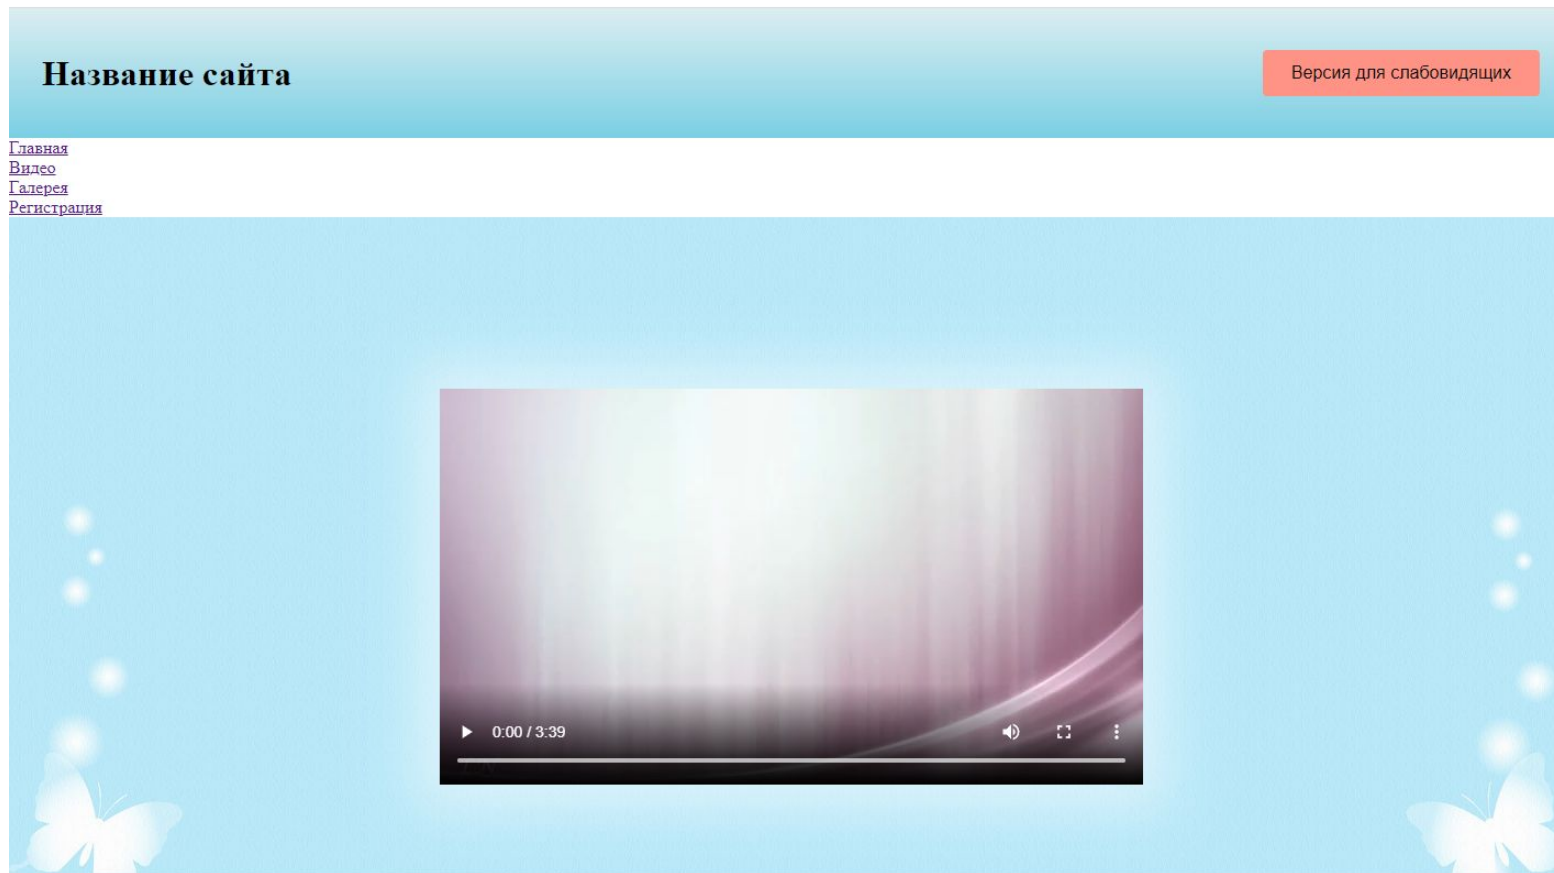 Название сайта
Версия для слабовидящих
Главная
Видео
Галерея
Регистрация
0:00 / 3:39